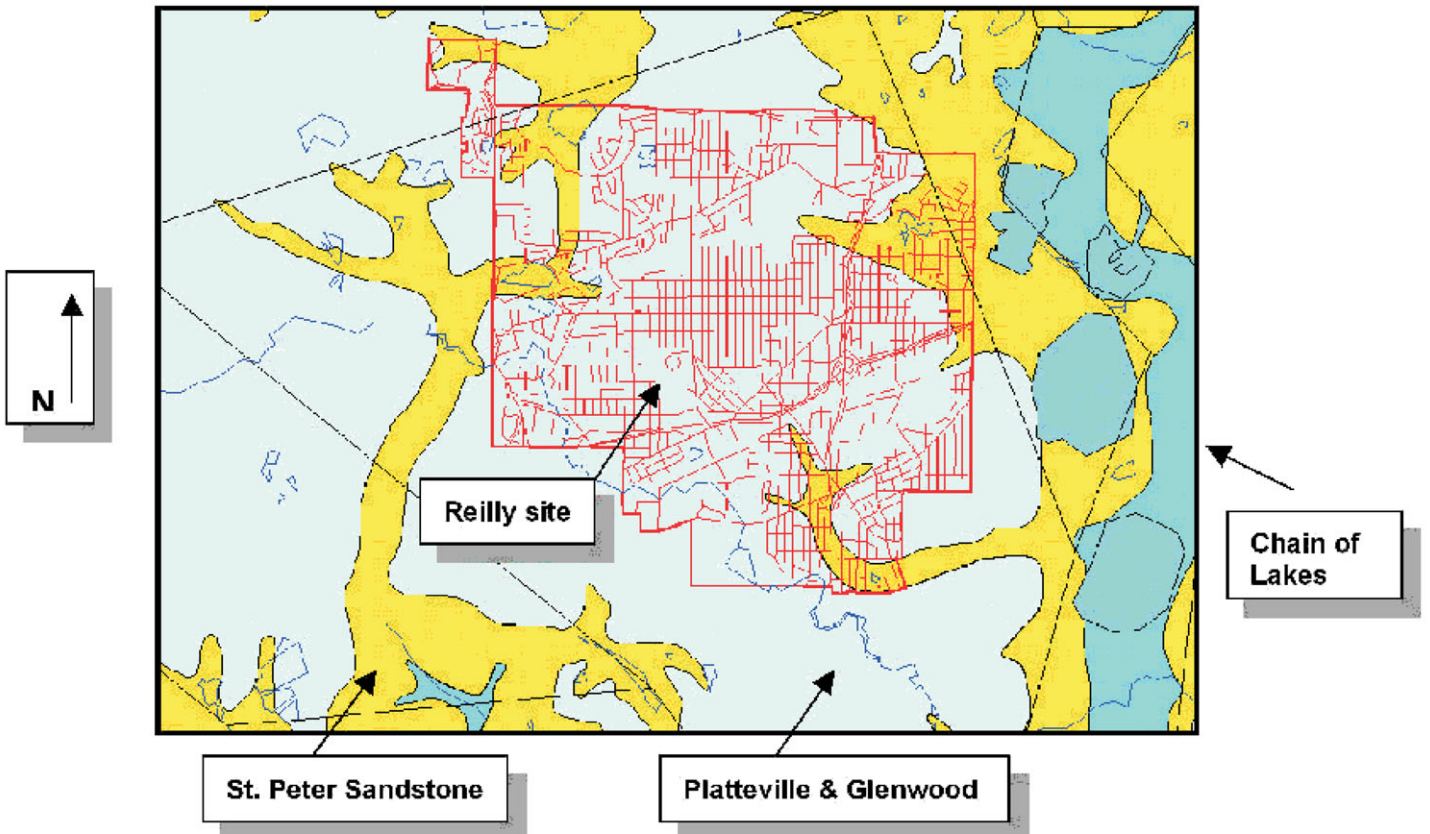 N
Reilly site
Chain of
Lakes
St. Peter Sandstone
Platteville & Glenwood